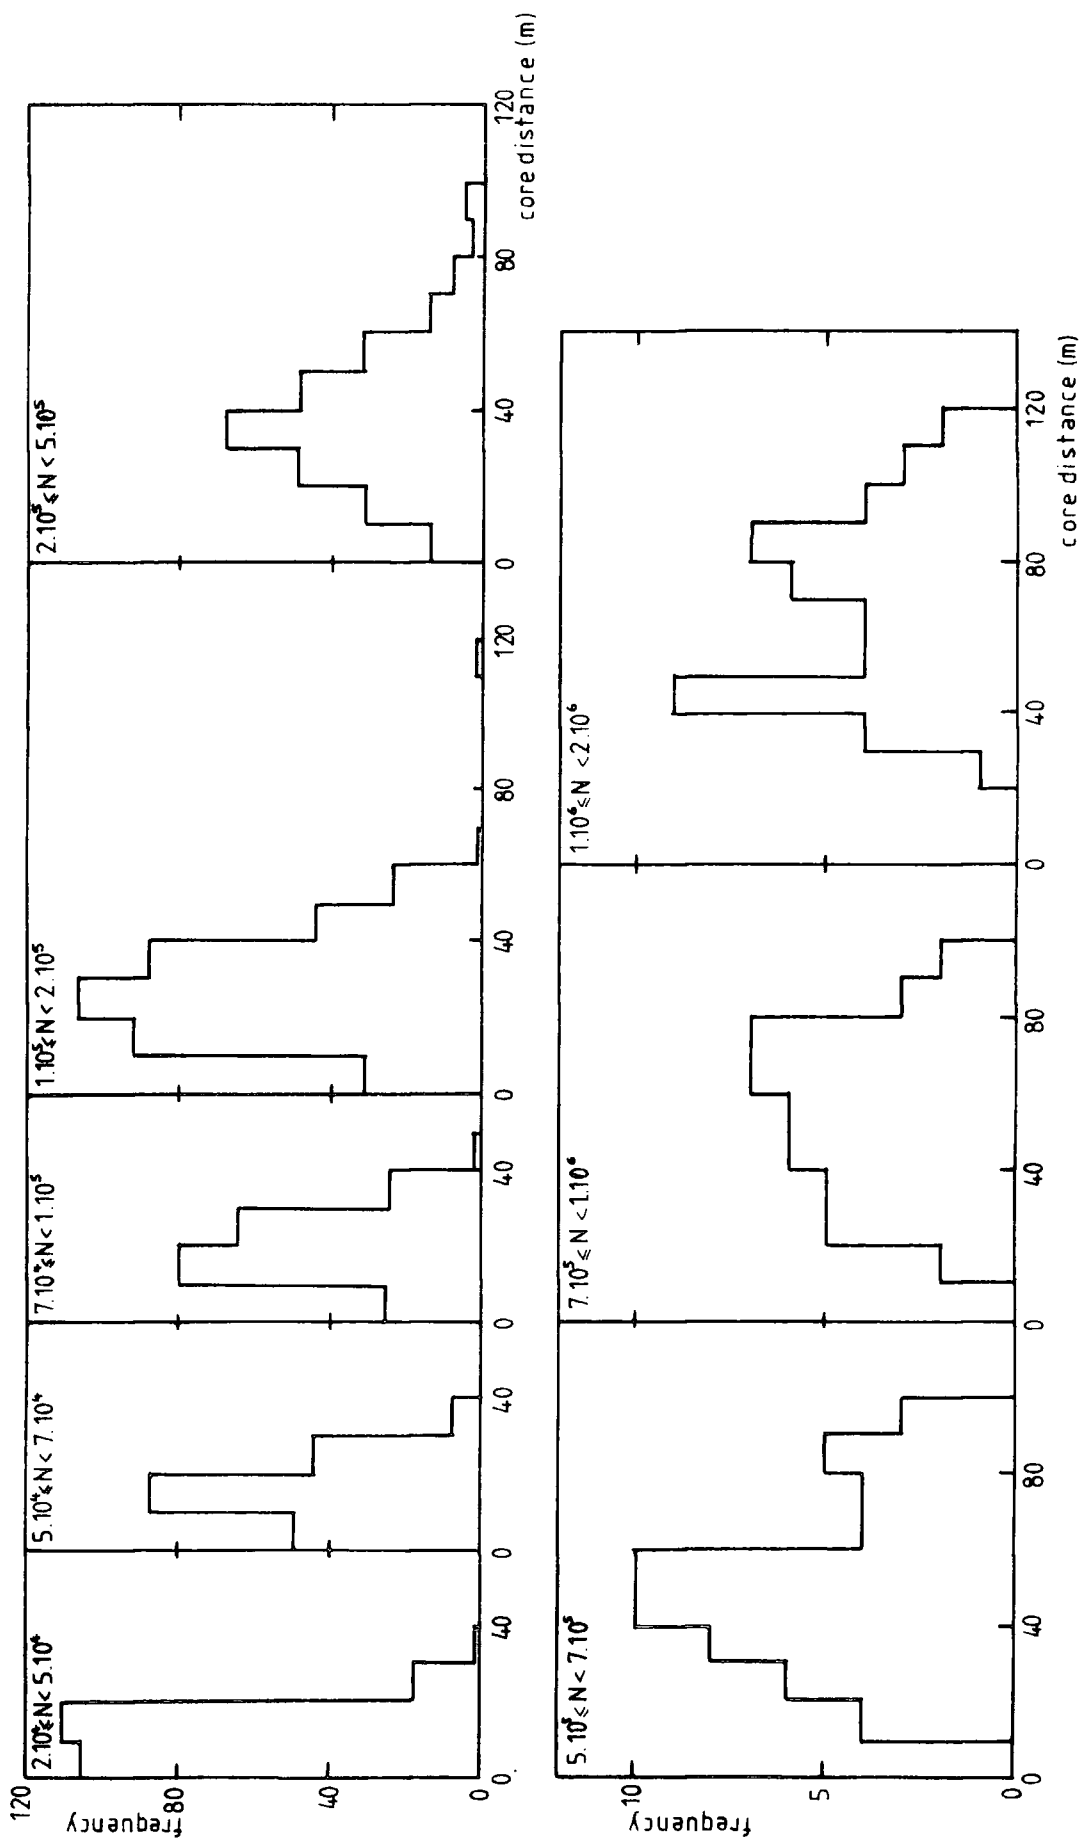 2.10⁴≤N<5.10⁴
5.10⁴≤N<7.10⁴
7.10⁴≤N<1.10⁵
1.10⁵≤N<2.10⁵
2.10⁵≤N<5.10⁵
frequency
120
80
40
0
0.
40
0
40
0
40
0
40
80
120
0
40
80
120
core distance (m)
5.10⁵≤N<7.10⁵
7.10⁵≤N<1.10⁶
1.10⁶≤N<2.10⁶
frequency
10
5
0
0
40
80
0
40
80
0
40
80
120
core distance (m)